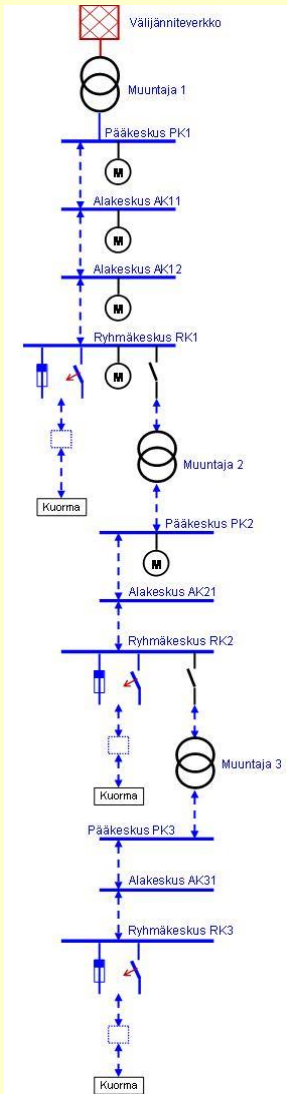 Välijänniteverkko
Muuntaja 1
Pääkeskus PK1
M
Alakeskus AK11
M
Alakeskus AK12
M
Ryhmäkeskus RK1
M
Muuntaja 2
Kuorma
Pääkeskus PK2
M
Alakeskus AK21
Ryhmäkeskus RK2
Muuntaja 3
Kuorma
Pääkeskus PK3
Alakeskus AK31
Ryhmäkeskus RK3
Kuorma